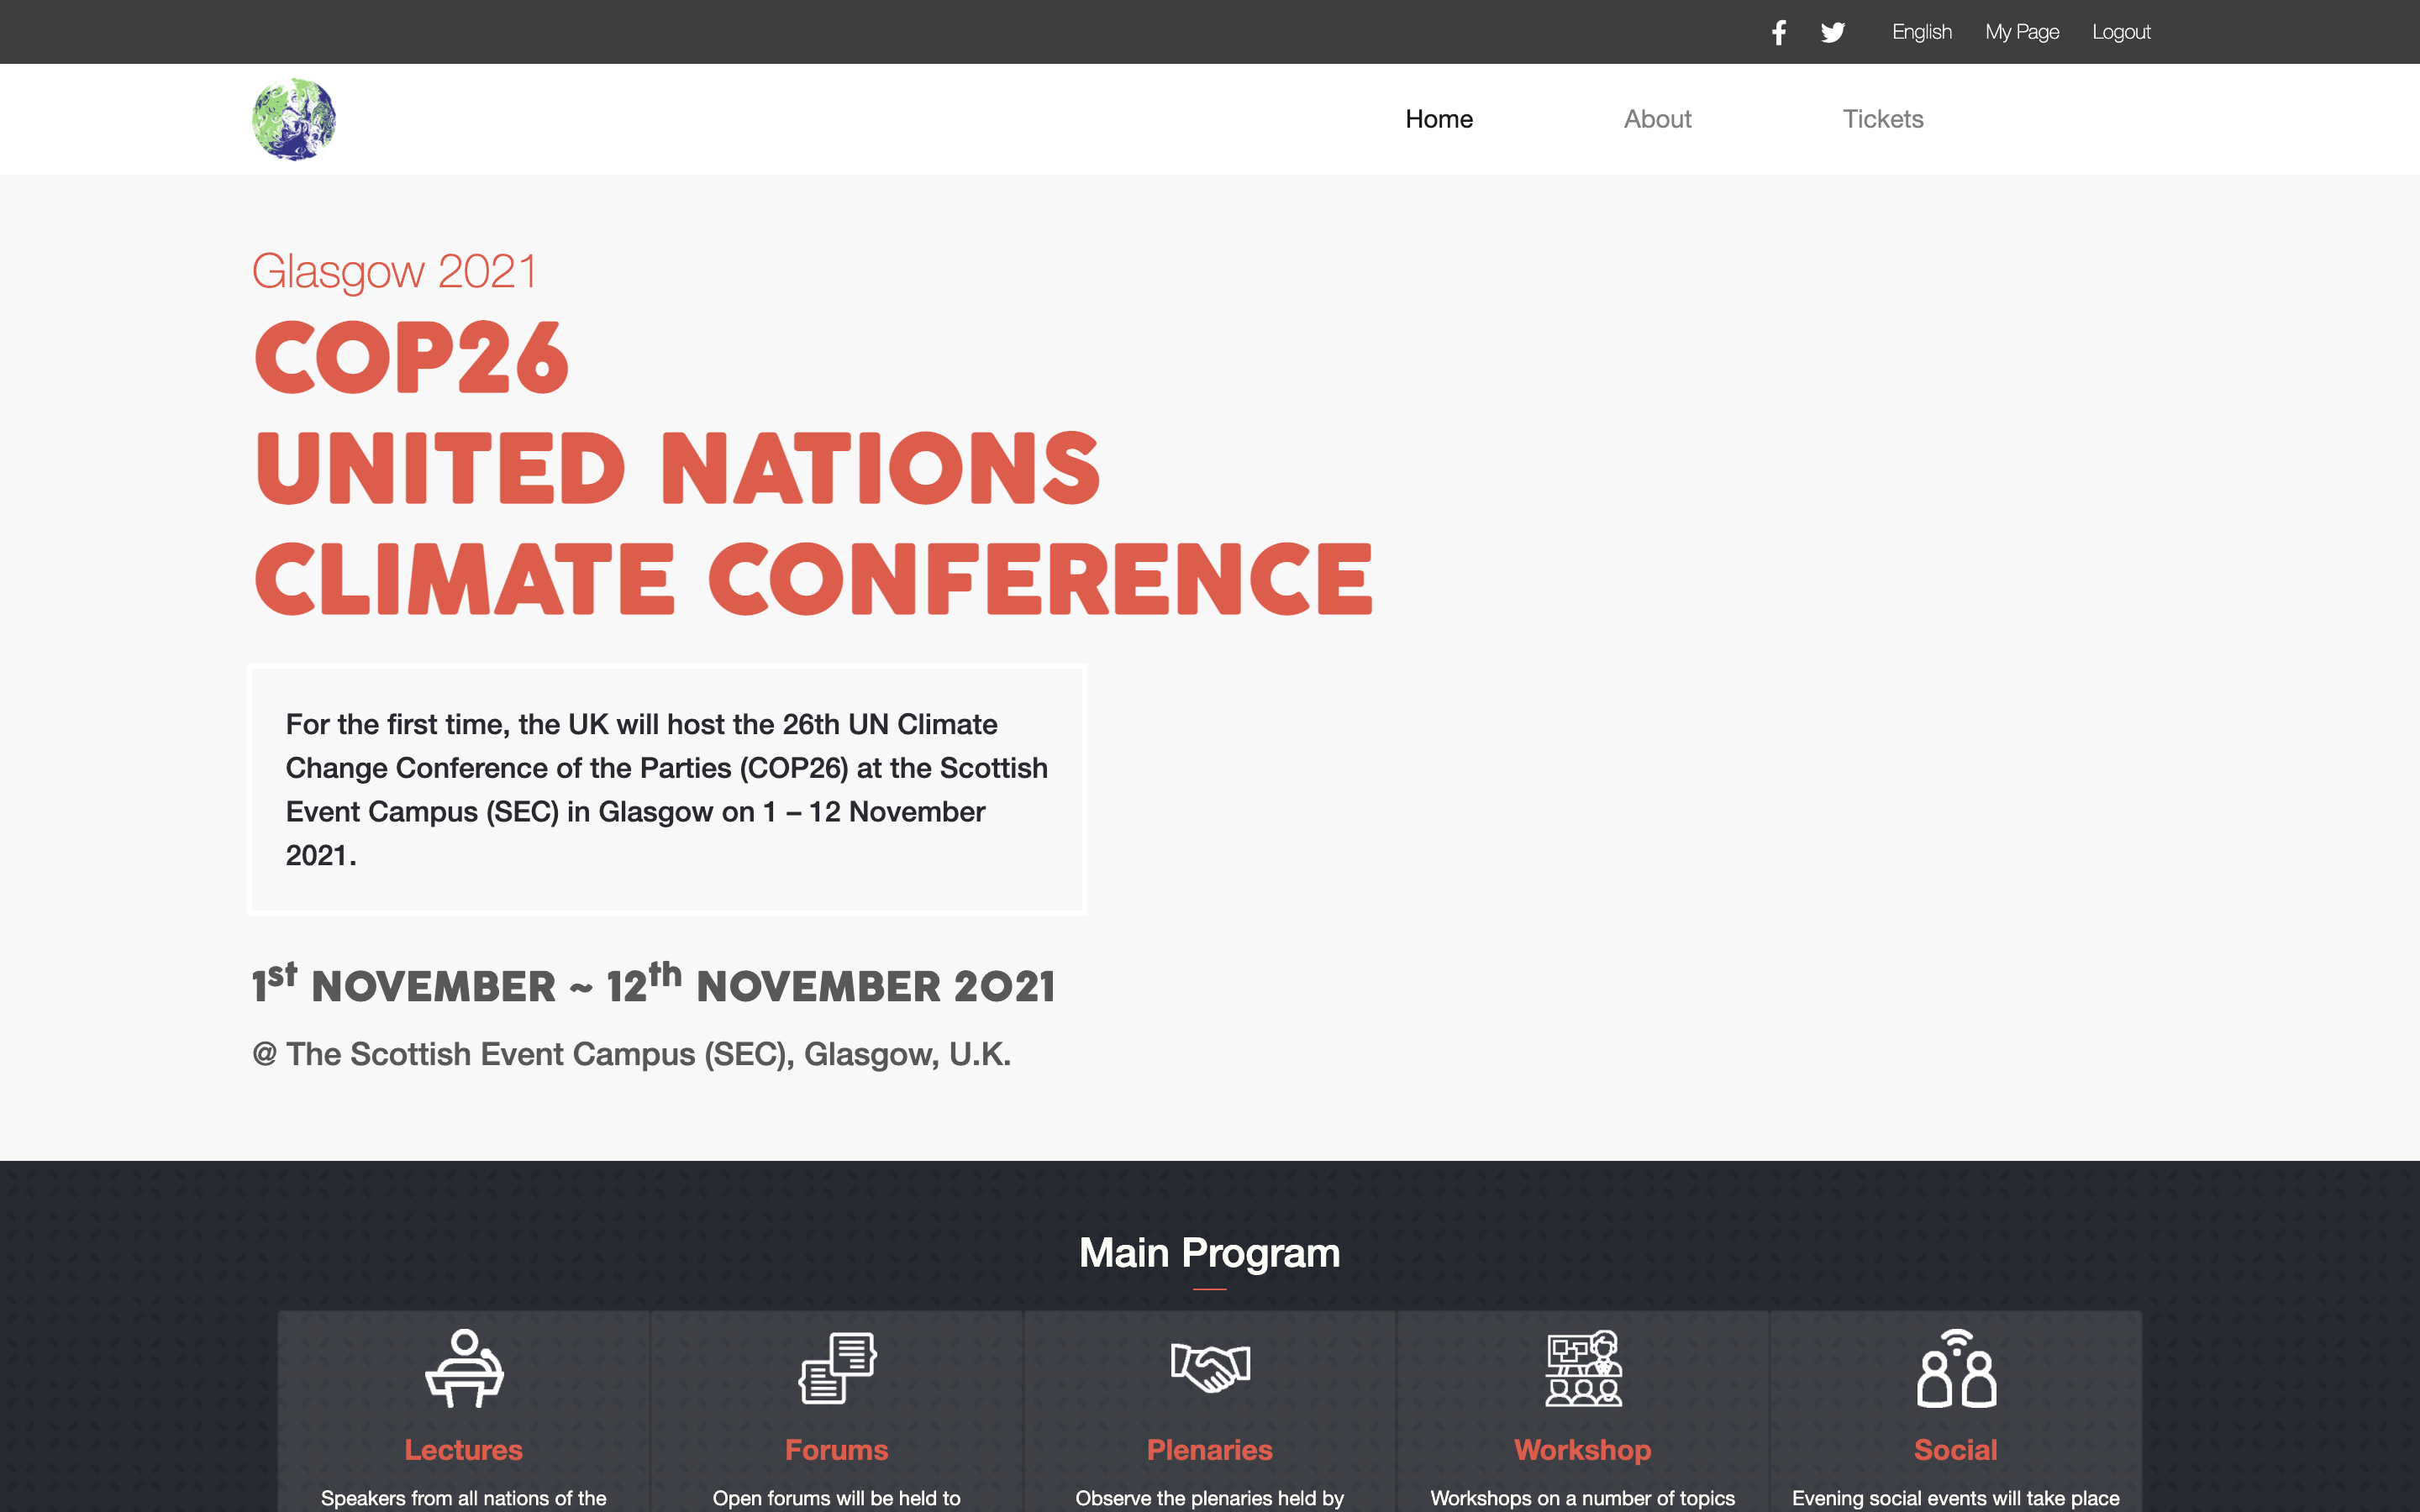 English My Page Logout
Home About Tickets
Glasgow 2021
COP26
UNITED NATIONS
CLIMATE CONFERENCE
For the first time, the UK will host the 26th UN Climate
Change Conference of the Parties (COP26) at the Scottish
Event Campus (SEC) in Glasgow on 1 – 12 November
2021.
1st NOVEMBER ~ 12th NOVEMBER 2021
@ The Scottish Event Campus (SEC), Glasgow, U.K.
Main Program
Lectures
Speakers from all nations of the
Forums
Open forums will be held to
Plenaries
Observe the plenaries held by
Workshop
Workshops on a number of topics
Social
Evening social events will take place